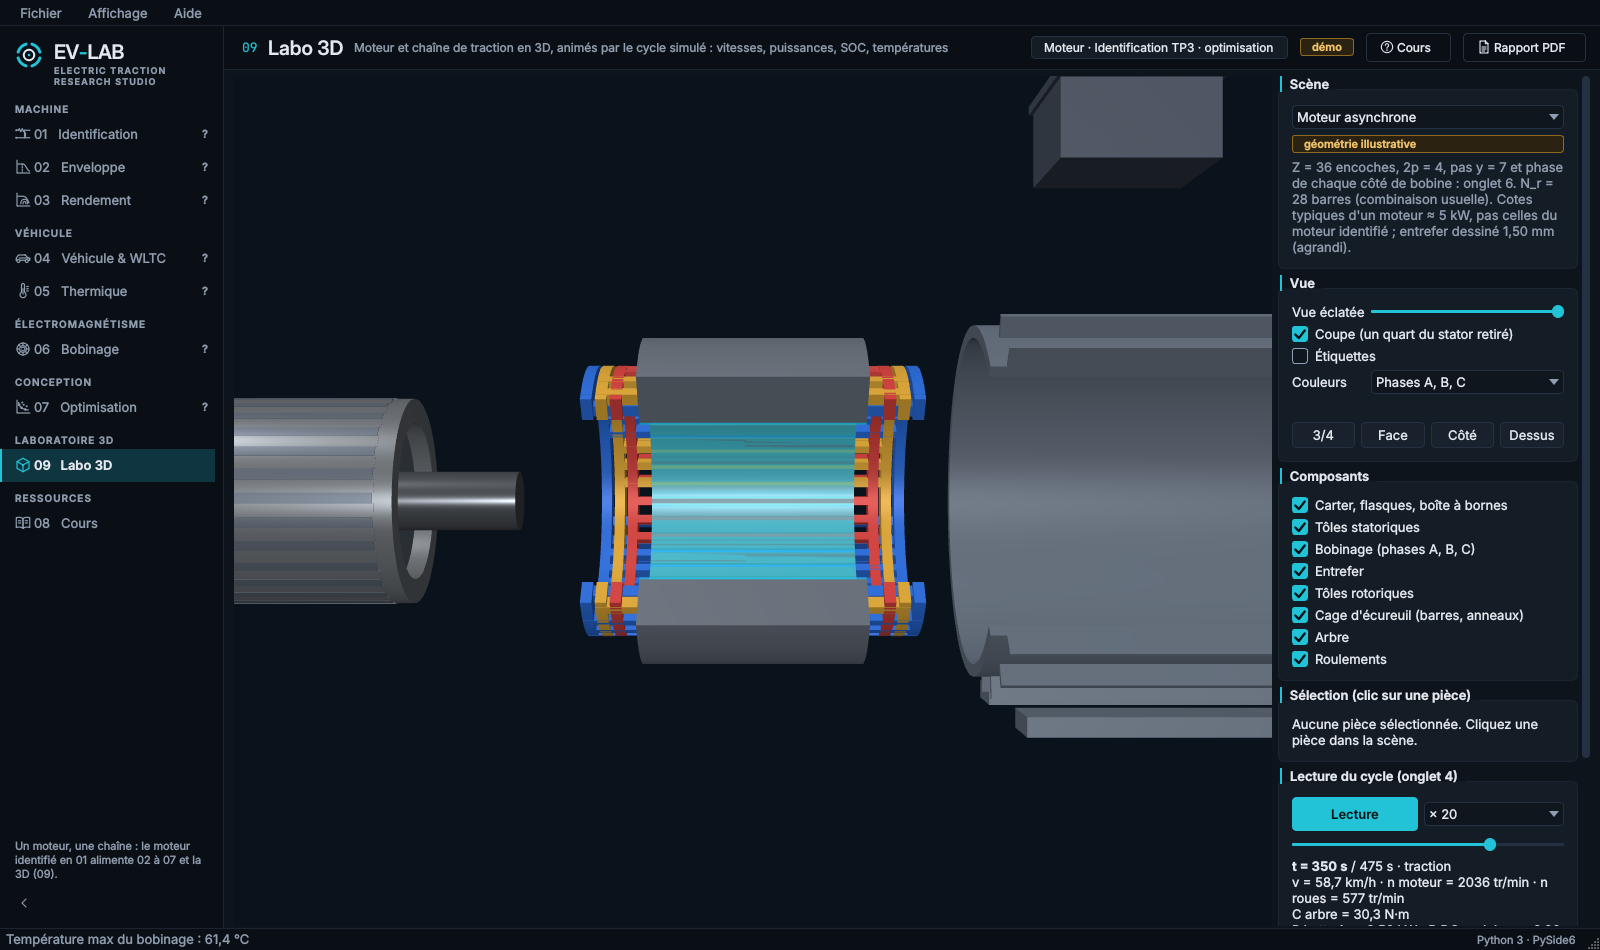 Fichier Affichage Aide
EV-LAB
ELECTRIC TRACTION
RESEARCH STUDIO
MACHINE
01 Identification ?
02 Enveloppe ?
03 Rendement ?
VÉHICULE
04 Véhicule & WLTC ?
05 Thermique ?
ÉLECTROMAGNÉTISME
06 Bobinage ?
CONCEPTION
07 Optimisation ?
LABORATOIRE 3D
09 Labo 3D
RESSOURCES
08 Cours
Un moteur, une chaîne : le moteur
identifié en 01 alimente 02 à 07 et la
3D (09).
09 Labo 3D Moteur et chaîne de traction en 3D, animés par le cycle simulé : vitesses, puissances, SOC, températures
Moteur · Identification TP3 · optimisation
démo
Cours
Rapport PDF
Scène
Moteur asynchrone
géométrie illustrative
Z = 36 encoches, 2p = 4, pas y = 7 et phase
de chaque côté de bobine : onglet 6. N_r =
28 barres (combinaison usuelle). Cotes
typiques d'un moteur ≈ 5 kW, pas celles du
moteur identifié ; entrefer dessiné 1,50 mm
(agrandi).
Vue
Vue éclatée
Coupe (un quart du stator retiré)
Étiquettes
Couleurs Phases A, B, C
3/4 Face Côté Dessus
Composants
Carter, flasques, boîte à bornes
Tôles statoriques
Bobinage (phases A, B, C)
Entrefer
Tôles rotoriques
Cage d'écureuil (barres, anneaux)
Arbre
Roulements
Sélection (clic sur une pièce)
Aucune pièce sélectionnée. Cliquez une
pièce dans la scène.
Lecture du cycle (onglet 4)
Lecture × 20
t = 350 s / 475 s · traction
v = 58,7 km/h · n moteur = 2036 tr/min · n
roues = 577 tr/min
C arbre = 30,3 N·m
Température max du bobinage : 61,4 °C
Python 3 · PySide6